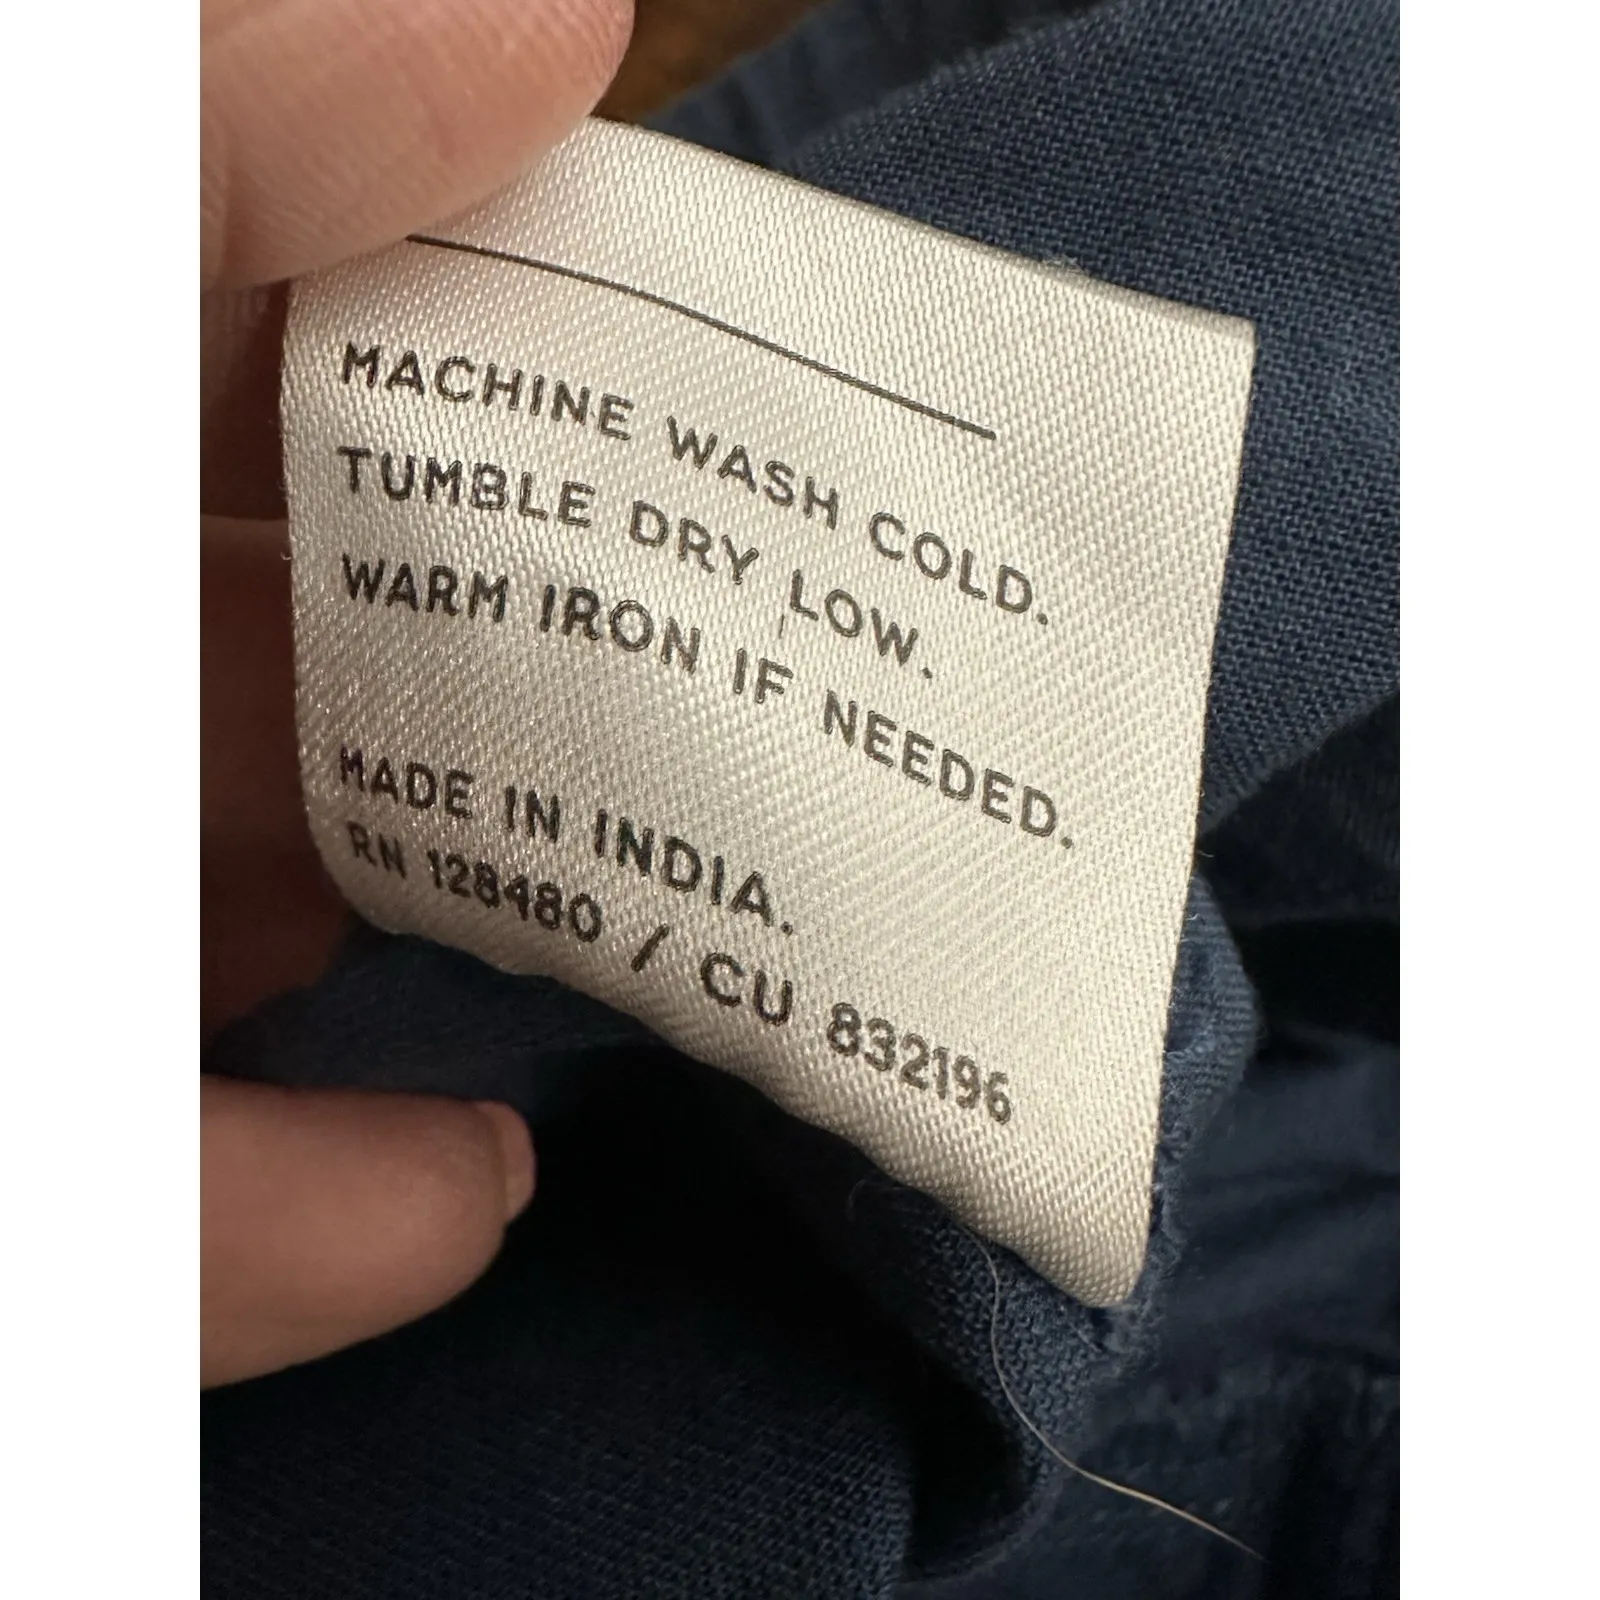 MACHINE WASH COLD.
TUMBLE DRY LOW.
WARM IRON IF NEEDED.
MADE IN INDIA.
RN 128480 / CU 832196